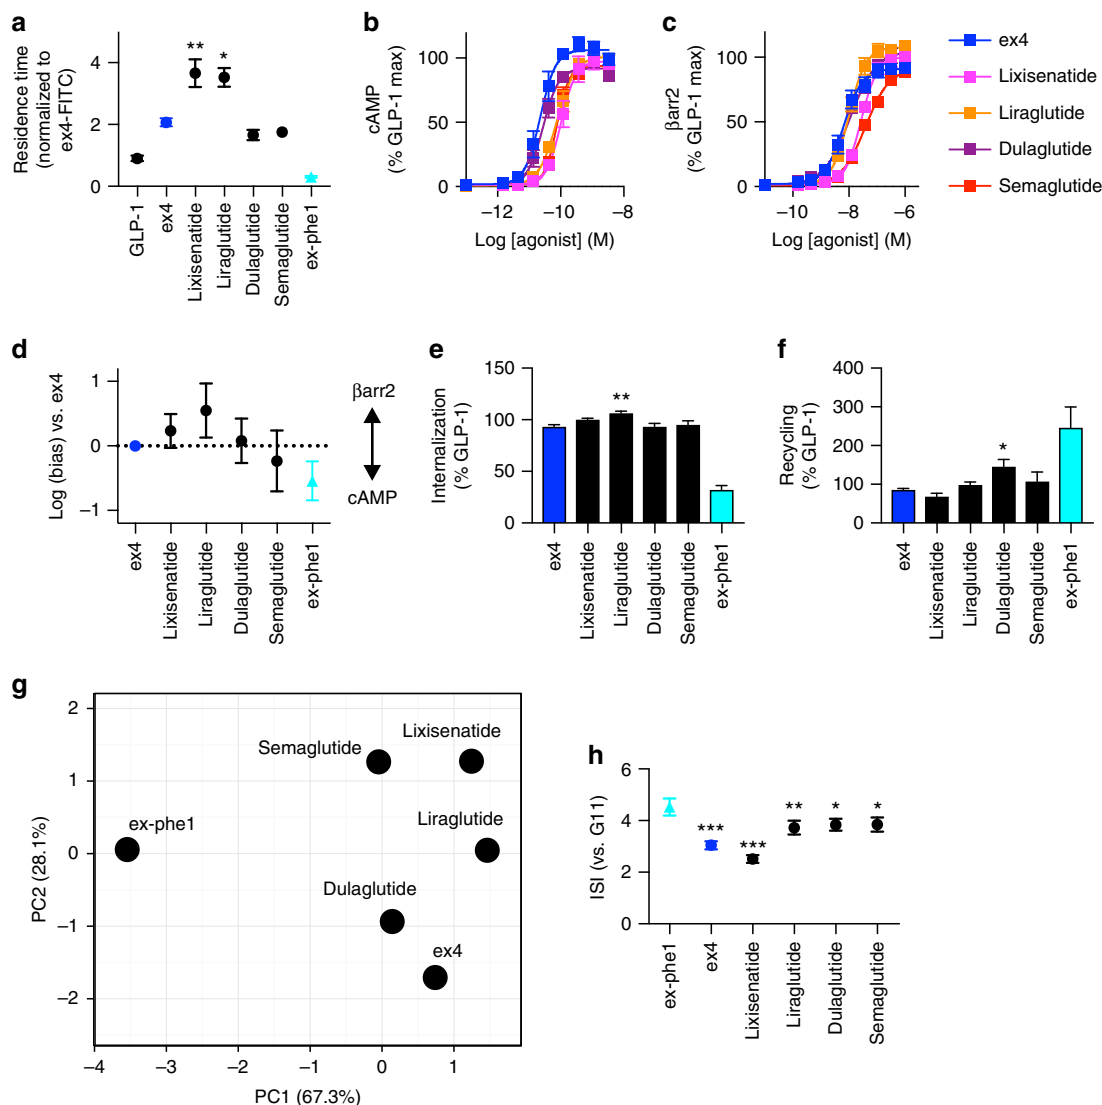 a
Residence time
(normalized to
ex4-FITC)
4
2
0
**
*
GLP-1
ex4
Lixisenatide
Liraglutide
Dulaglutide
Semaglutide
ex-phe1
b
cAMP
(% GLP-1 max)
100
50
0
−12
−10
−8
Log [agonist] (M)
c
βarr2
(% GLP-1 max)
100
50
0
−10
−8
−6
Log [agonist] (M)
ex4
Lixisenatide
Liraglutide
Dulaglutide
Semaglutide
d
Log (bias) vs. ex4
1
0
−1
βarr2
cAMP
ex4
Lixisenatide
Liraglutide
Dulaglutide
Semaglutide
ex-phe1
e
Internalization
(% GLP-1)
150
100
50
0
**
ex4
Lixisenatide
Liraglutide
Dulaglutide
Semaglutide
ex-phe1
f
Recycling
(% GLP-1)
400
300
200
100
0
*
ex4
Lixisenatide
Liraglutide
Dulaglutide
Semaglutide
ex-phe1
g
PC2 (28.1%)
2
1
0
−1
−2
Lixisenatide
Semaglutide
ex-phe1
Liraglutide
Dulaglutide
ex4
−4
−3
−2
−1
0
1
PC1 (67.3%)
h
ISI (vs. G11)
6
4
2
0
***
***
**
*
*
ex-phe1
ex4
Lixisenatide
Liraglutide
Dulaglutide
Semaglutide